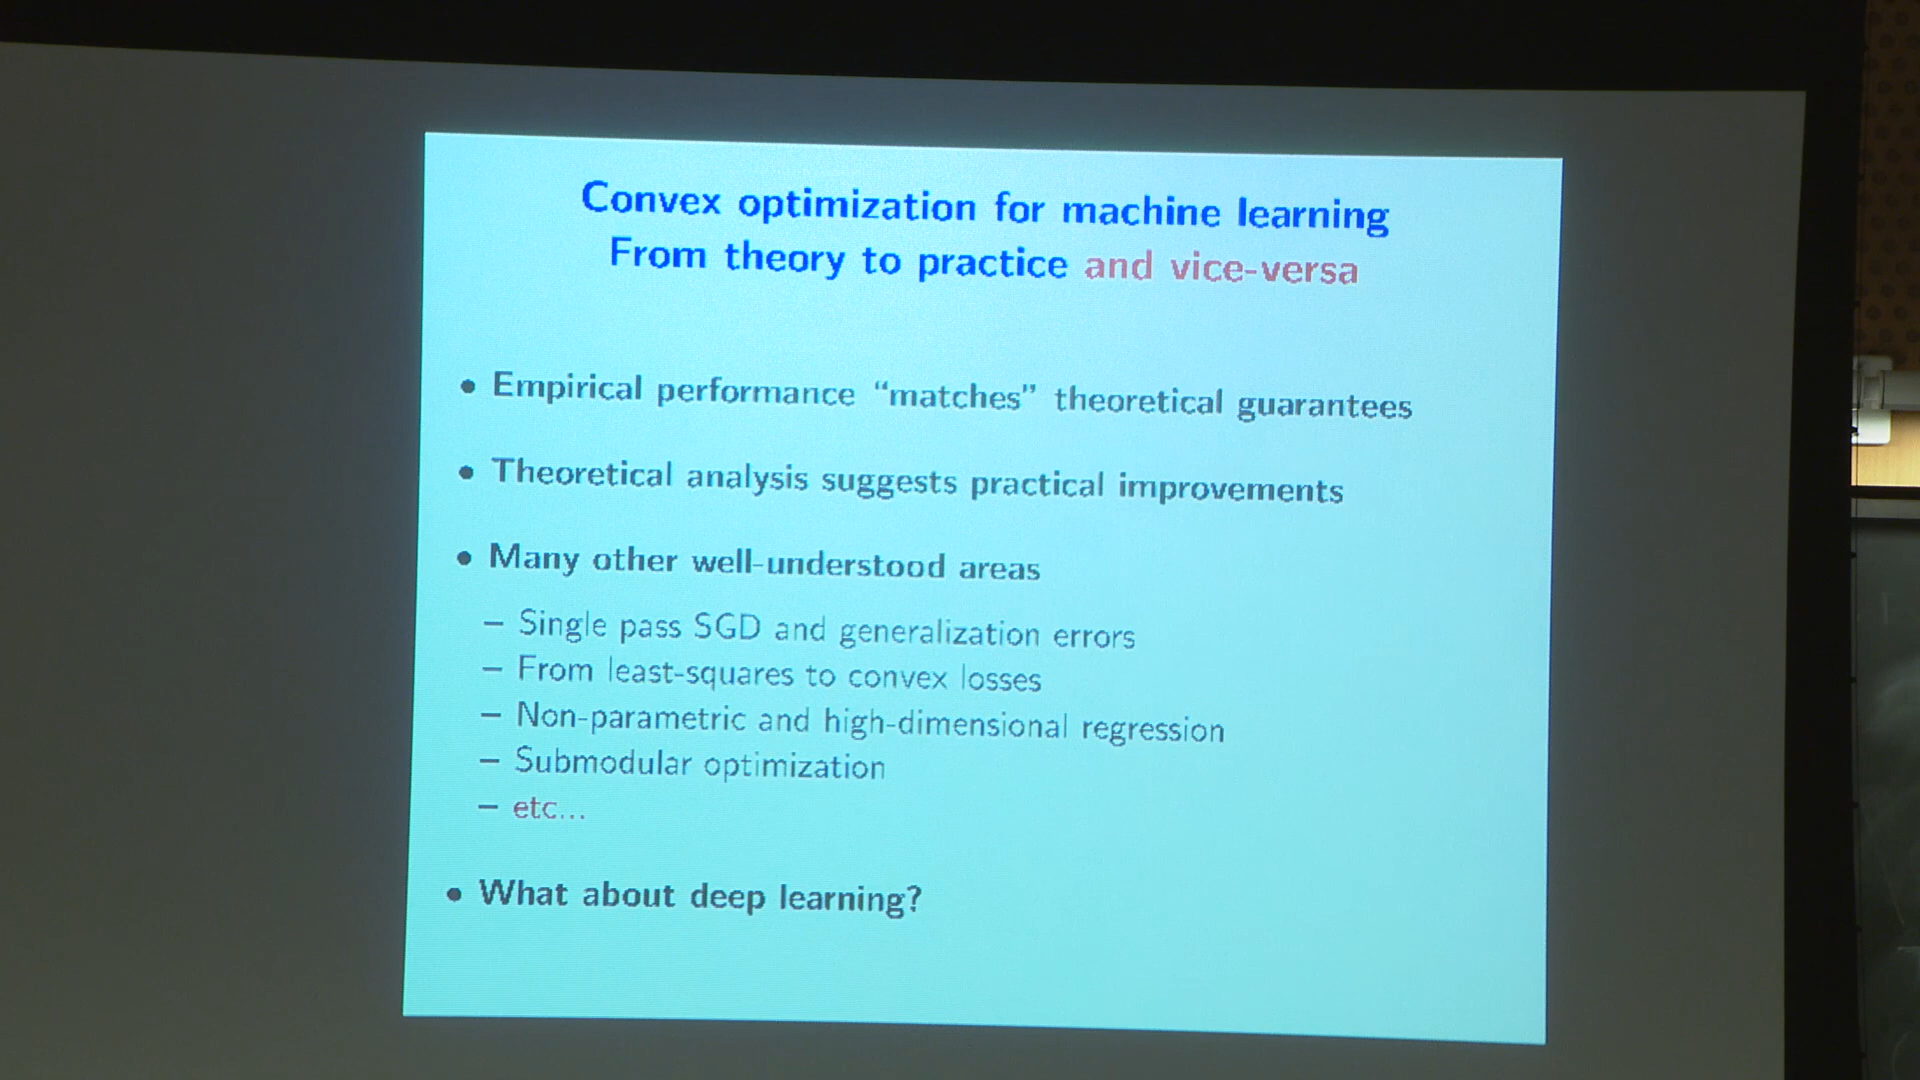 Convex optimization for machine learning
From theory to practice and vice-versa
• Empirical performance “matches” theoretical guarantees
• Theoretical analysis suggests practical improvements
• Many other well-understood areas
– Single pass SGD and generalization errors
– From least-squares to convex losses
– Non-parametric and high-dimensional regression
– Submodular optimization
– etc...
• What about deep learning?